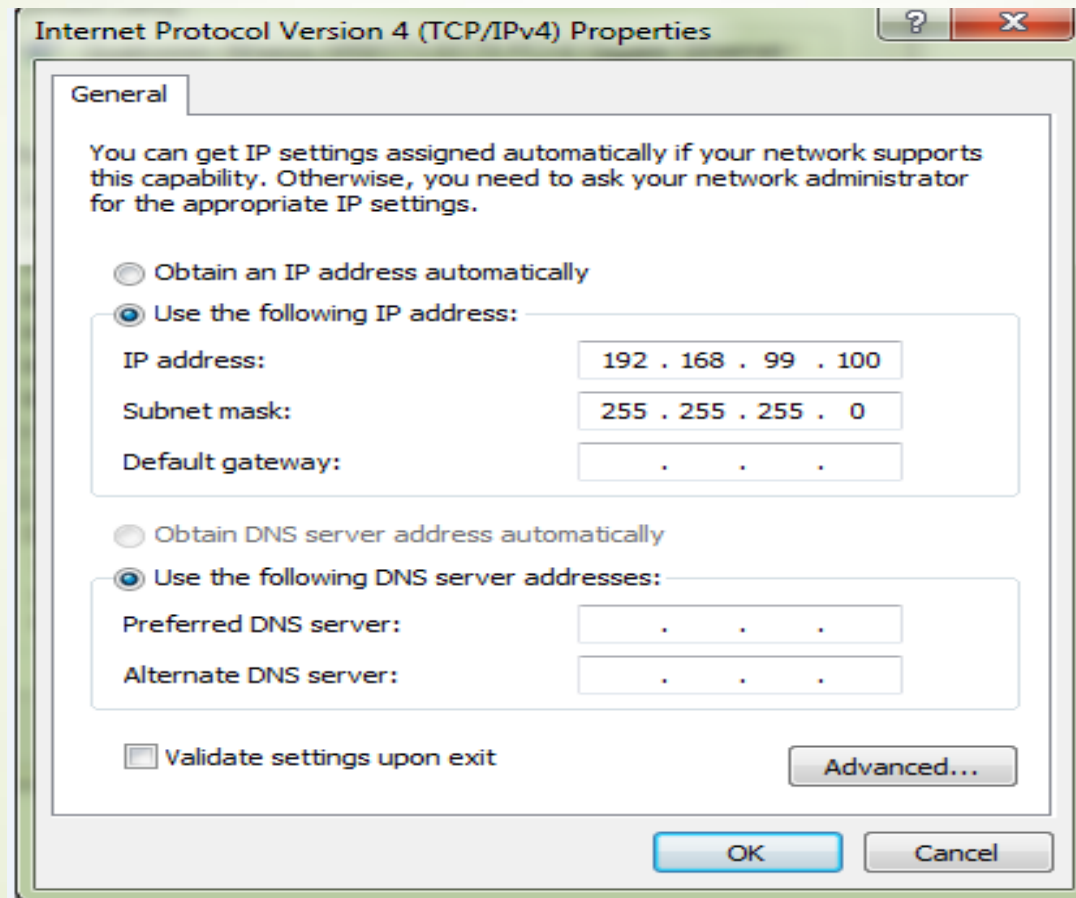 Internet Protocol Version 4 (TCP/IPv4) Properties
?
General
You can get IP settings assigned automatically if your network supports
this capability. Otherwise, you need to ask your network administrator
for the appropriate IP settings.
Obtain an IP address automatically
Use the following IP address:
IP address: 192 . 168 . 99 . 100
Subnet mask: 255 . 255 . 255 . 0
Default gateway: . . .
Obtain DNS server address automatically
Use the following DNS server addresses:
Preferred DNS server: . . .
Alternate DNS server: . . .
Validate settings upon exit
Advanced...
OK Cancel